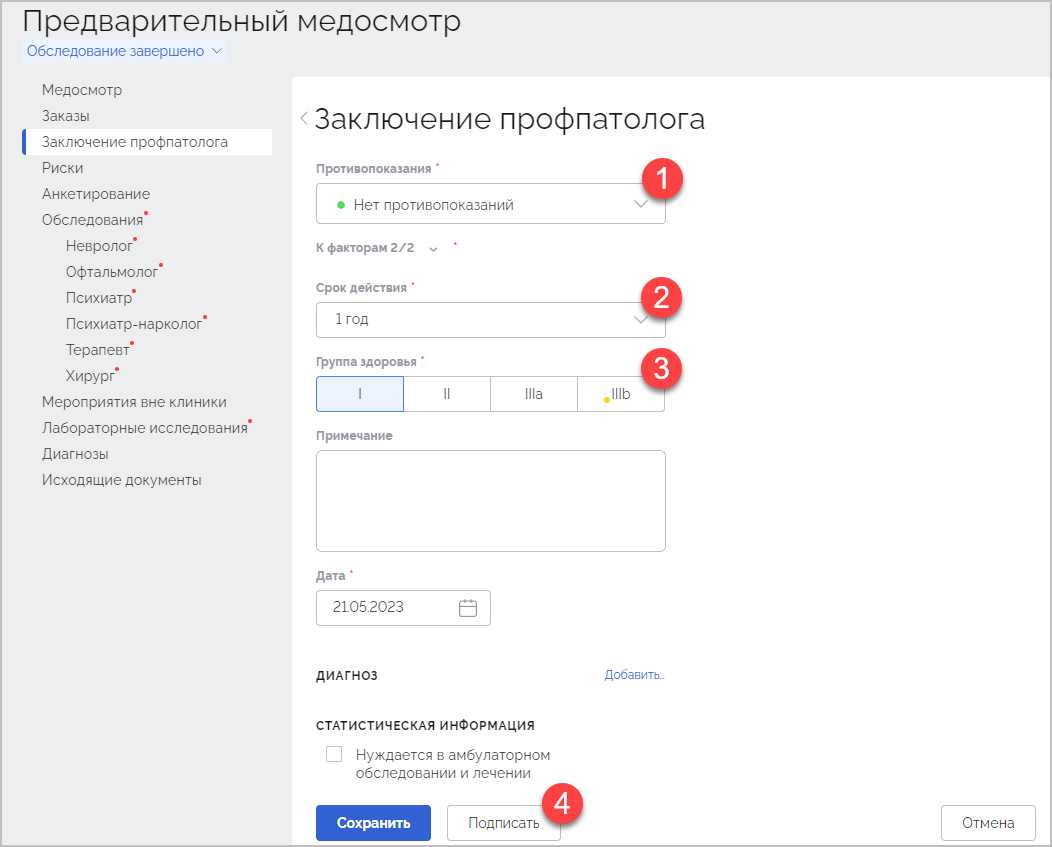 Предварительный медосмотр
Обследование завершено
Медосмотр
Заказы
Заключение профпатолога
Риски
Анкетирование
Обследования
Невролог
Офтальмолог
Психиатр
Психиатр-нарколог
Терапевт
Хирург
Мероприятия вне клиники
Лабораторные исследования
Диагнозы
Исходящие документы
Заключение профпатолога
Противопоказания *
1
Нет противопоказаний
К факторам 2/2 *
Срок действия *
2
1 год
Группа здоровья *
3
I II IIIa IIIb
Примечание
Дата *
21.05.2023
ДИАГНОЗ Добавить..
СТАТИСТИЧЕСКАЯ ИНФОРМАЦИЯ
Нуждается в амбулаторном
обследовании и лечении
4
Сохранить Подписать Отмена